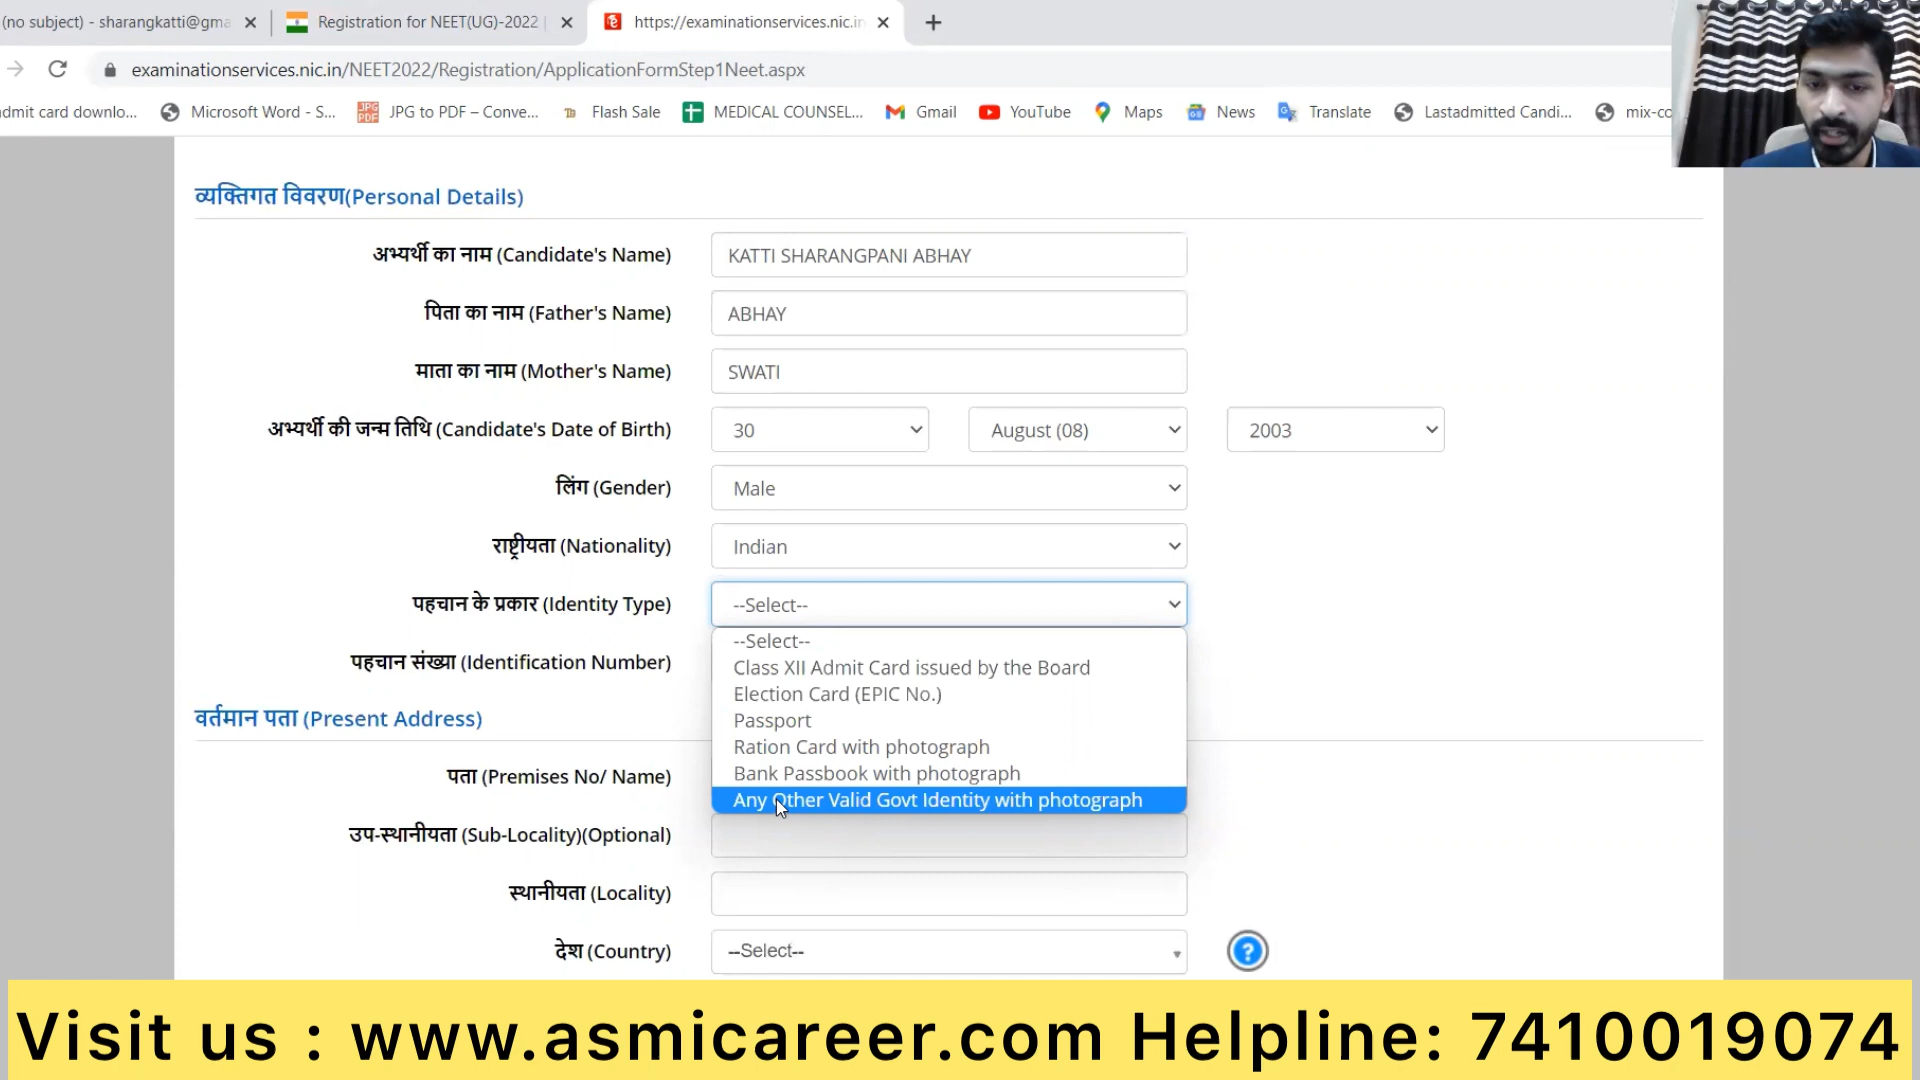 (no subject) - sharangkatti@gma
Registration for NEET(UG)-2022
https://examinationservices.nic.in
examinationservices.nic.in/NEET2022/Registration/ApplicationFormStep1Neet.aspx
dmit card downlo...
Microsoft Word - S...
JPG to PDF – Conve...
Flash Sale
MEDICAL COUNSEL...
Gmail
YouTube
Maps
News
Translate
Lastadmitted Candi...
mix-co
व्यक्तिगत विवरण(Personal Details)
अभ्यर्थी का नाम (Candidate's Name)
KATTI SHARANGPANI ABHAY
पिता का नाम (Father's Name)
ABHAY
माता का नाम (Mother's Name)
SWATI
अभ्यर्थी की जन्म तिथि (Candidate's Date of Birth)
30
August (08)
2003
लिंग (Gender)
Male
राष्ट्रीयता (Nationality)
Indian
पहचान के प्रकार (Identity Type)
--Select--
--Select--
Class XII Admit Card issued by the Board
Election Card (EPIC No.)
Passport
Ration Card with photograph
Bank Passbook with photograph
Any Other Valid Govt Identity with photograph
पहचान संख्या (Identification Number)
वर्तमान पता (Present Address)
पता (Premises No/ Name)
उप-स्थानीयता (Sub-Locality)(Optional)
स्थानीयता (Locality)
देश (Country)
--Select--
?
Visit us : www.asmicareer.com Helpline: 7410019074